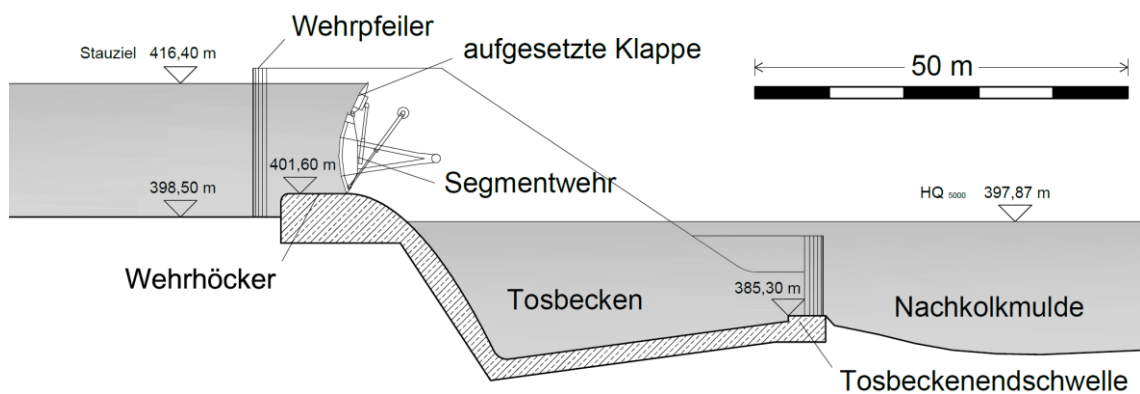 Wehrpfeiler
Stauziel 416,40 m
aufgesetzte Klappe
50 m
401,60 m
Segmentwehr
398,50 m
HQ 5000 397,87 m
Wehrhöcker
Tosbecken
385,30 m
Nachkolkmulde
Tosbeckenendschwelle